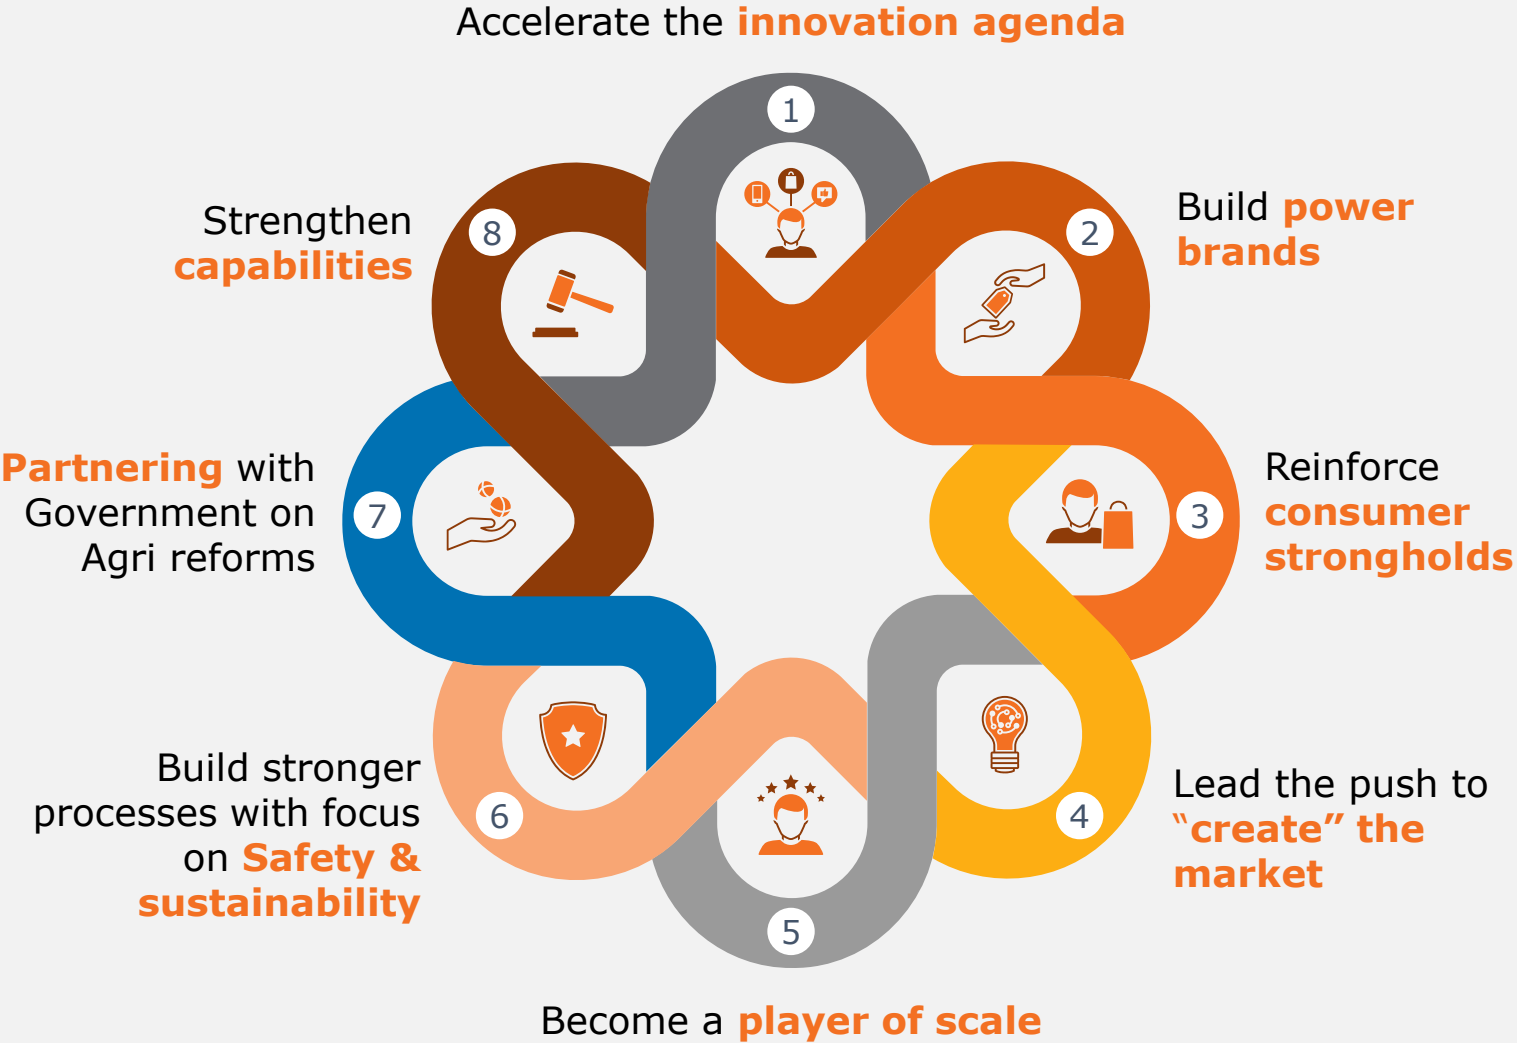 Accelerate the innovation agenda
1
Build power
brands
2
Reinforce
consumer
strongholds
3
Lead the push to
“create” the
market
4
Become a player of scale
5
Build stronger
processes with focus
on Safety &
sustainability
6
Partnering with
Government on
Agri reforms
7
Strengthen
capabilities
8